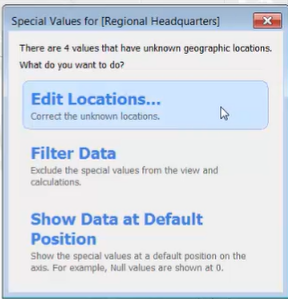 Special Values for [Regional Headquarters]
There are 4 values that have unknown geographic locations.
What do you want to do?
Edit Locations...
Correct the unknown locations.
Filter Data
Exclude the special values from the view and
calculations.
Show Data at Default
Position
Show the special values at a default position on the
axis. For example, Null values are shown at 0.